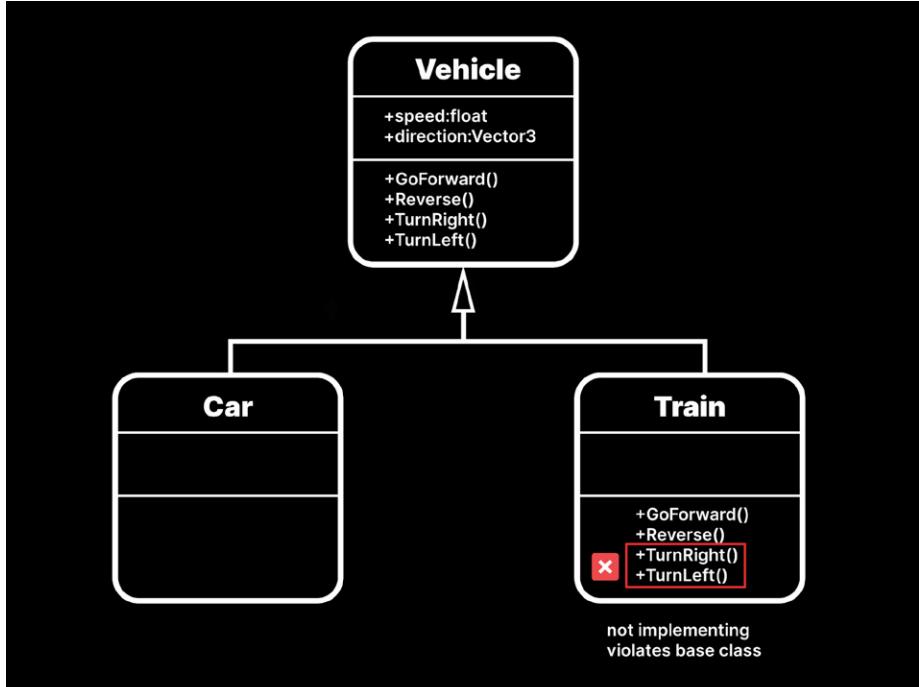 Vehicle
+speed:float
+direction:Vector3
+GoForward()
+Reverse()
+TurnRight()
+TurnLeft()
Car
Train
+GoForward()
+Reverse()
+TurnRight()
+TurnLeft()
not implementing
violates base class